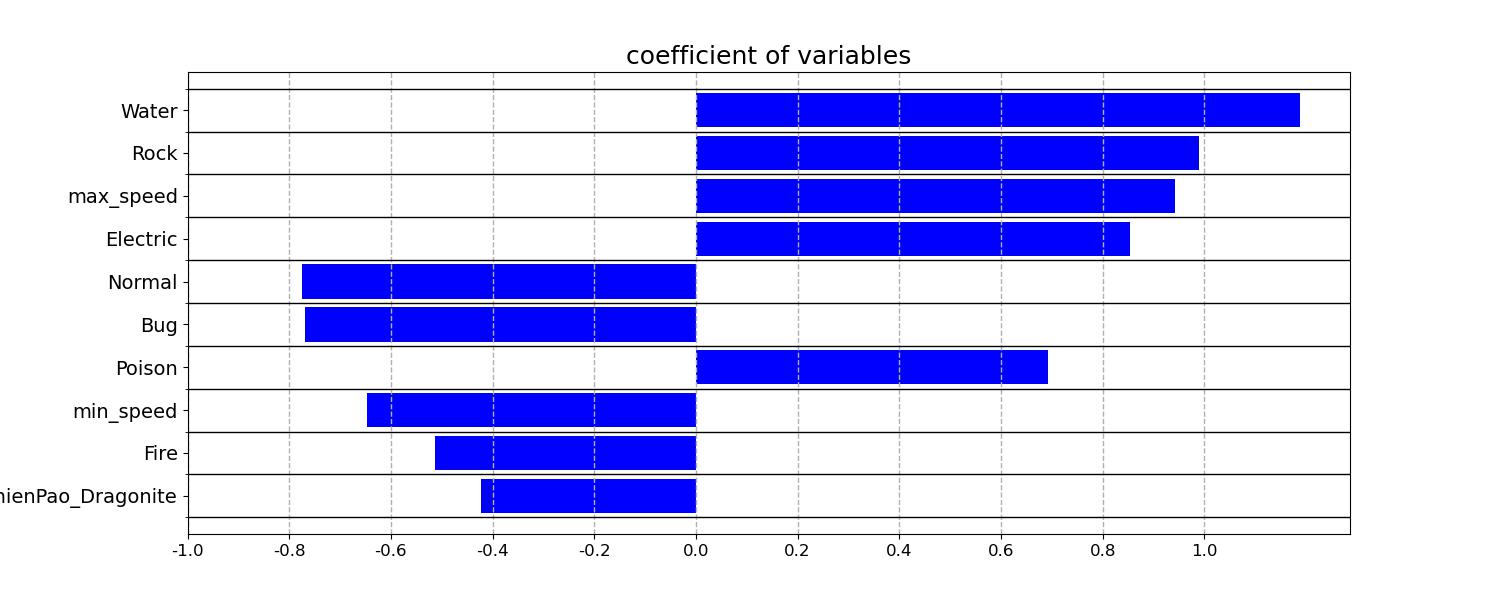 coefficient of variables
Water
Rock
max_speed
Electric
Normal
Bug
Poison
min_speed
Fire
ienPao_Dragonite
-1.0 -0.8 -0.6 -0.4 -0.2 0.0 0.2 0.4 0.6 0.8 1.0